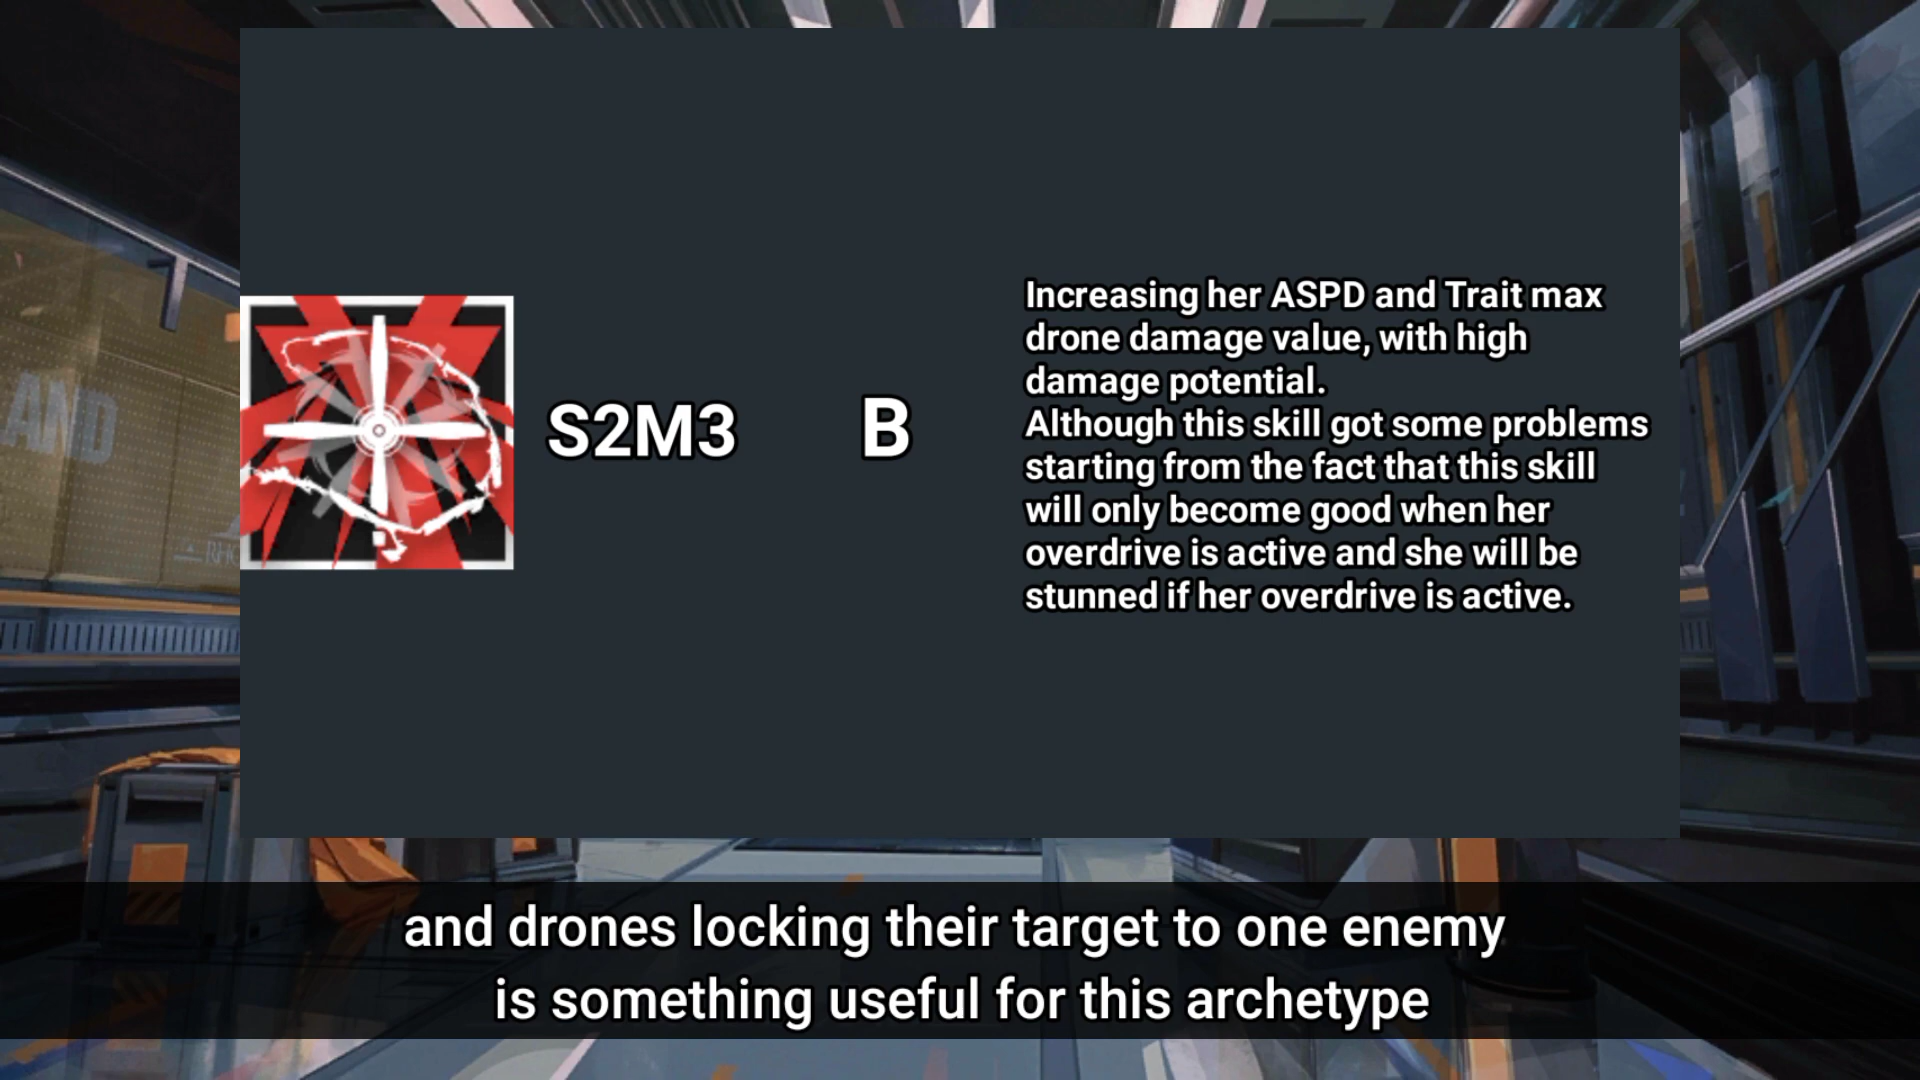 Increasing her ASPD and Trait max
drone damage value, with high
damage potential.
Although this skill got some problems
starting from the fact that this skill
will only become good when her
overdrive is active and she will be
stunned if her overdrive is active.
S2M3
B
AND
and drones locking their target to one enemy
is something useful for this archetype